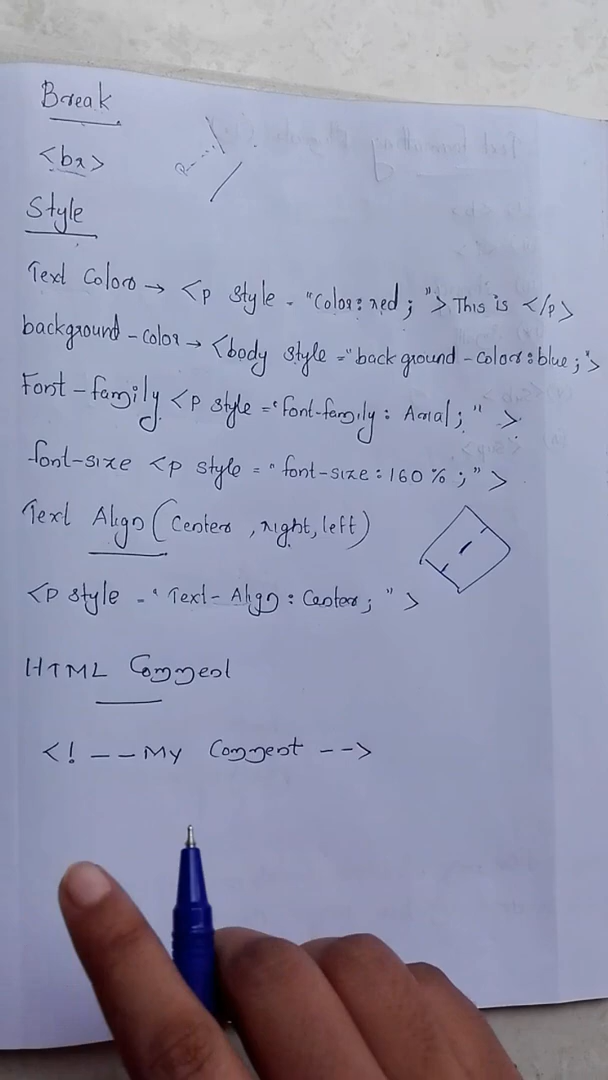 Break
<br>
Style
Text Color → <p style = "Color: red; "> This is </p>
background-color → <body style = "back ground-color: blue;">
Font-family <p style = "font-family: Arial; ">
font-size <p style = "font-size: 160% ;">
Text Align (Center, right, left)
<p style = "Text-Align: Center; ">
HTML Comment
<!-- My Comment -->